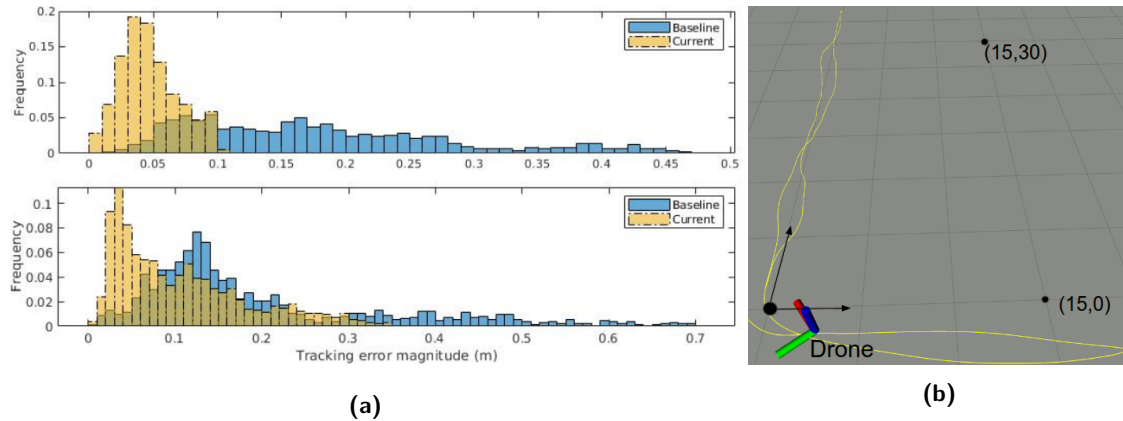 0.2
0.15
0.1
0.05
0
Frequency
Baseline
Current
0 0.05 0.1 0.15 0.2 0.25 0.3 0.35 0.4 0.45 0.5
0.1
0.08
0.06
0.04
0.02
0
Frequency
Baseline
Current
0 0.1 0.2 0.3 0.4 0.5 0.6 0.7
Tracking error magnitude (m)
(a)
(15,30)
(15,0)
Drone
(b)